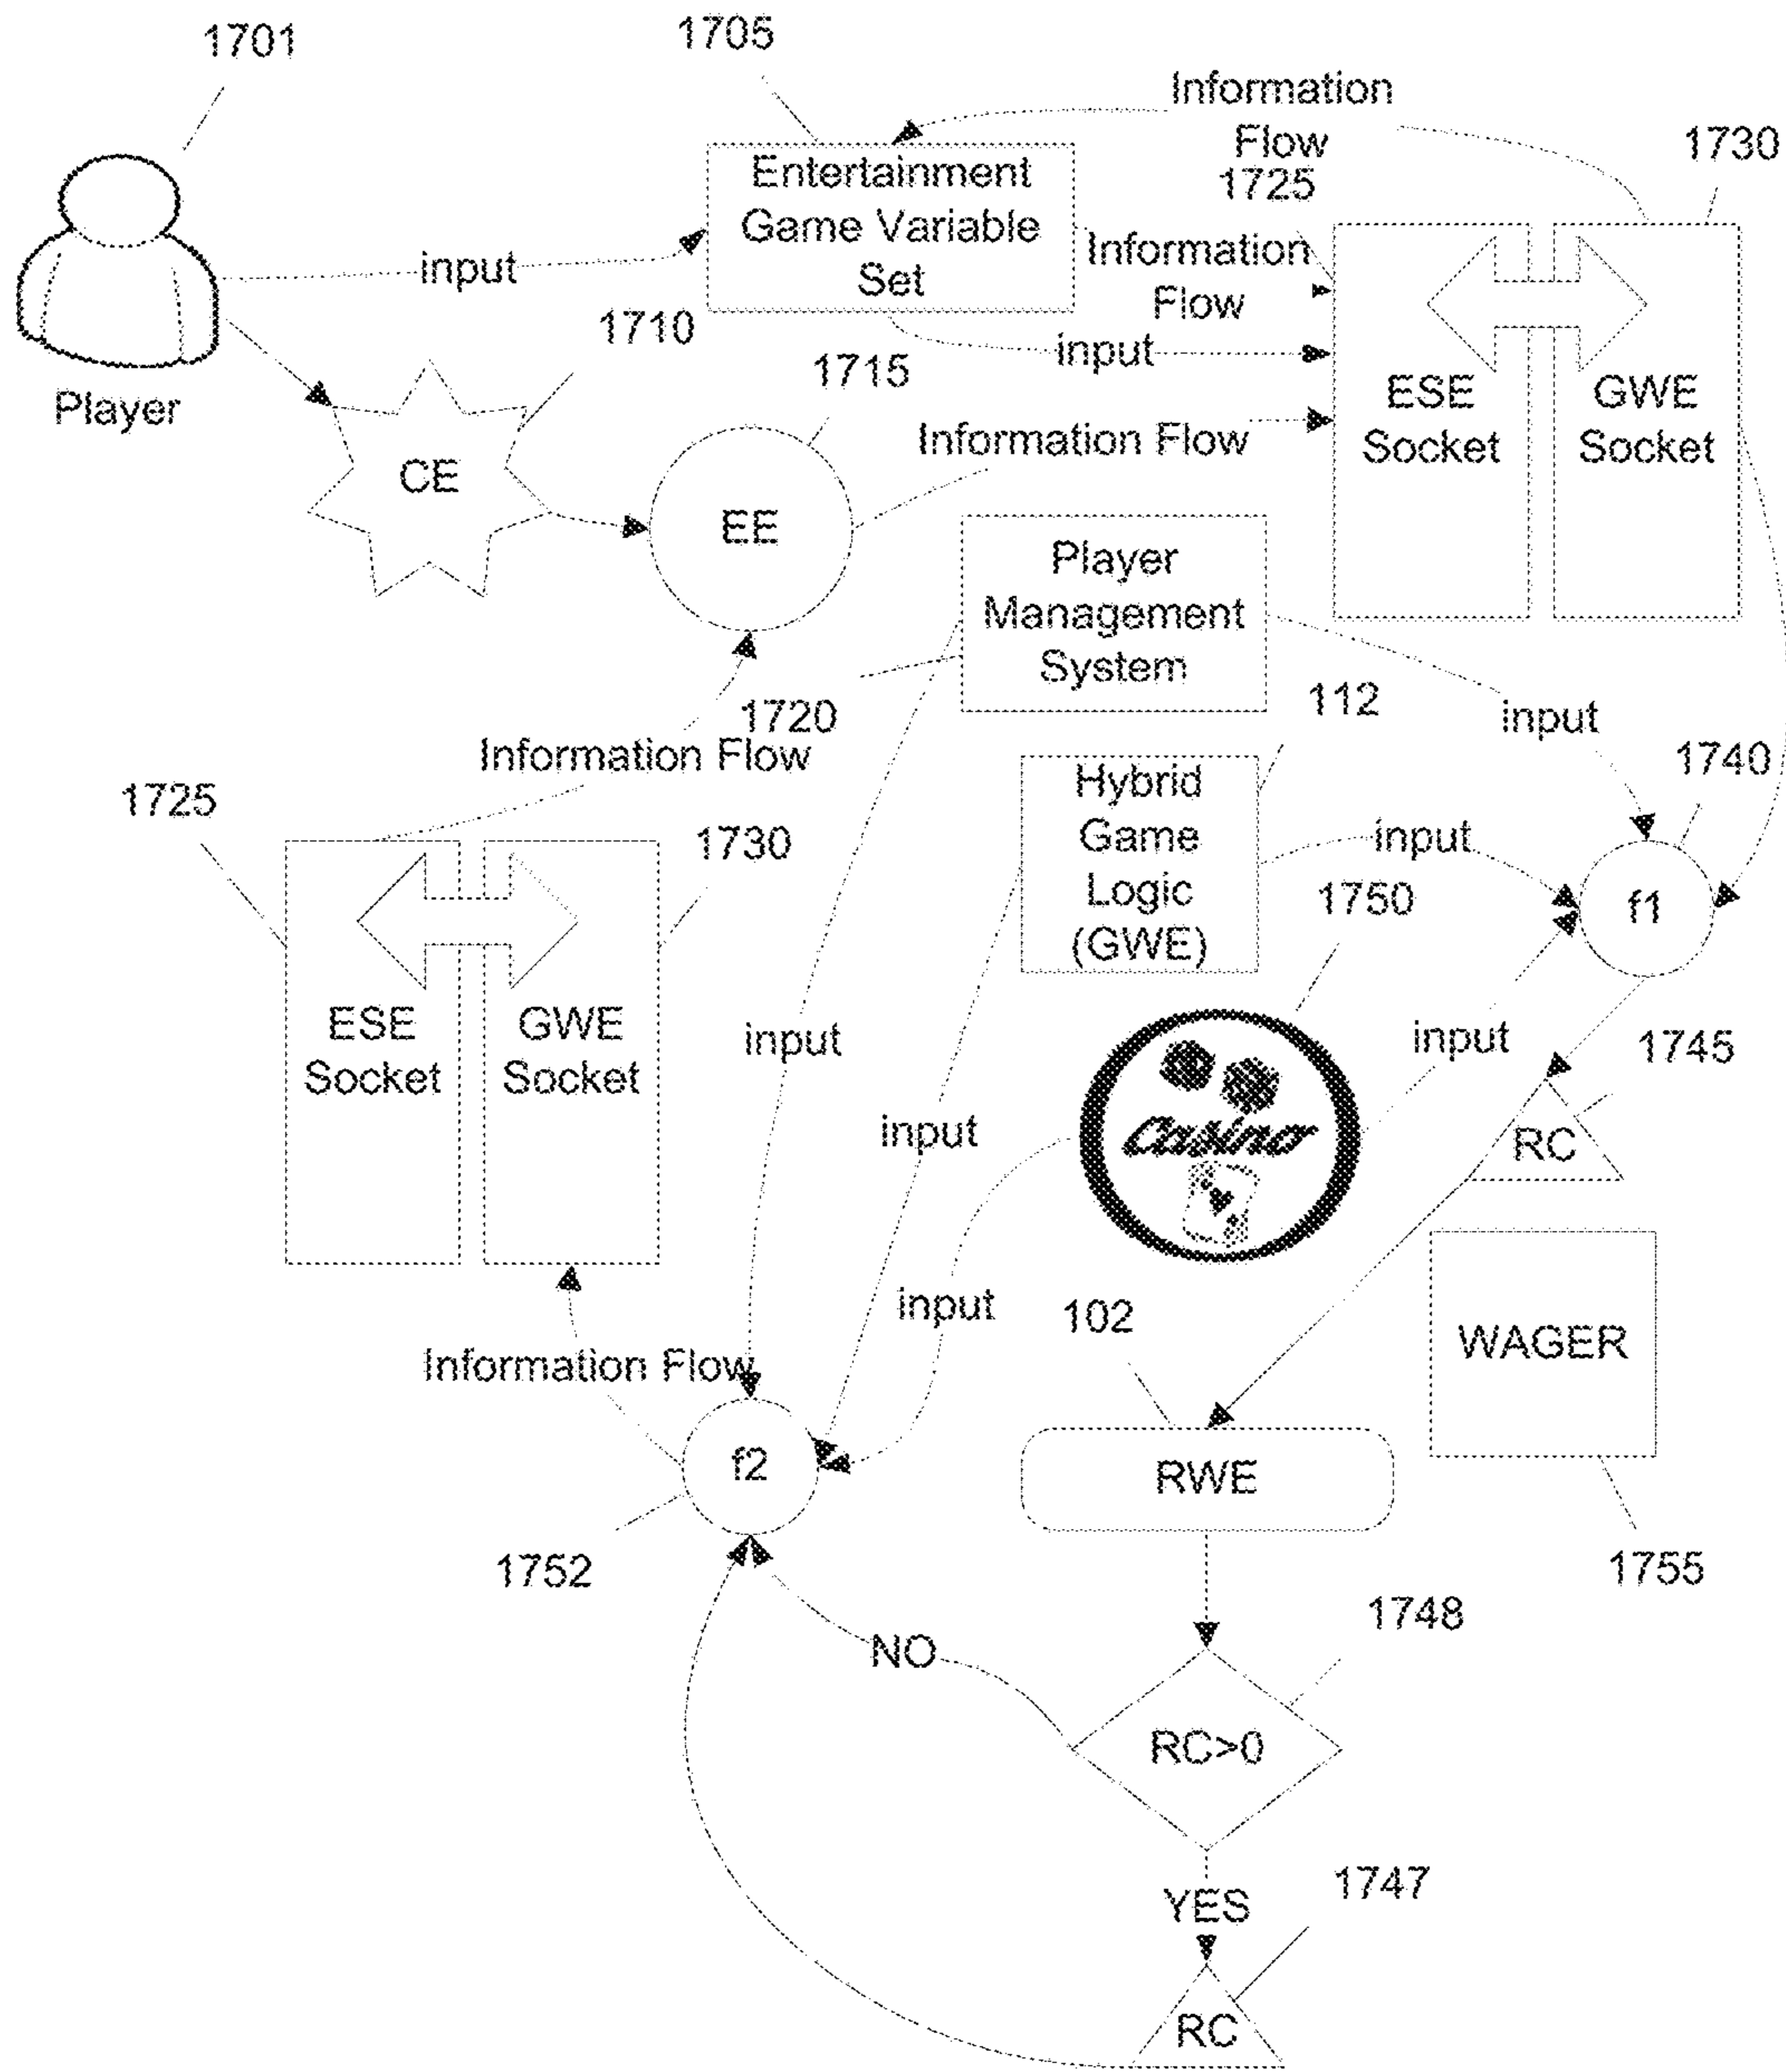 1701
1705
Information
Flow
1725
1730
Entertainment
Game Variable
Set
input
Information
Flow
input
1710
1715
Player
CE
EE
Information Flow
ESE
Socket
GWE
Socket
Player
Management
System
1720
112
input
1740
Information Flow
1725
1730
Hybrid
Game
Logic
(GWE)
input
1750
f1
ESE
Socket
GWE
Socket
input
input
1745
input
Casino
RC
input
102
WAGER
Information Flow
f2
RWE
1752
1755
1748
NO
RC>0
1747
YES
RC